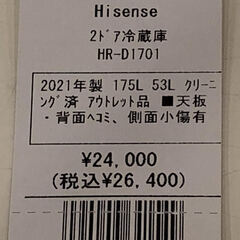 Hisense
2ﾄﾞｱ冷蔵庫
HR-D1701
2021年製 175L 53L ｸﾘｰﾆ
ﾝｸﾞ済 ｱｳﾄﾚｯﾄ品 ■天板
・背面ﾍｺﾐ、側面小傷有
¥24,000
(税込¥26,400)